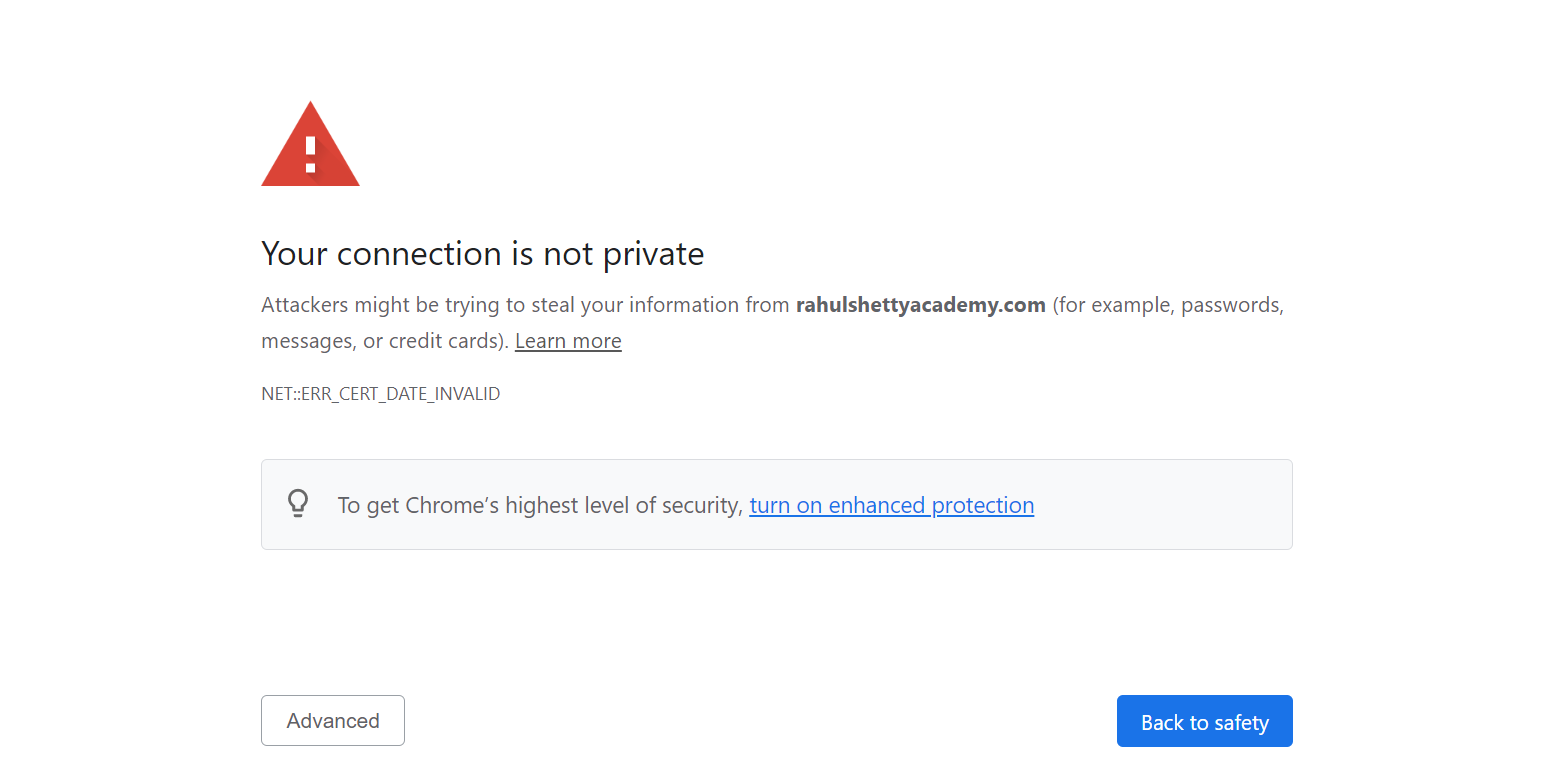 Your connection is not private
Attackers might be trying to steal your information from rahulshettyacademy.com (for example, passwords,
messages, or credit cards). Learn more
NET::ERR_CERT_DATE_INVALID
To get Chrome’s highest level of security, turn on enhanced protection
Advanced
Back to safety